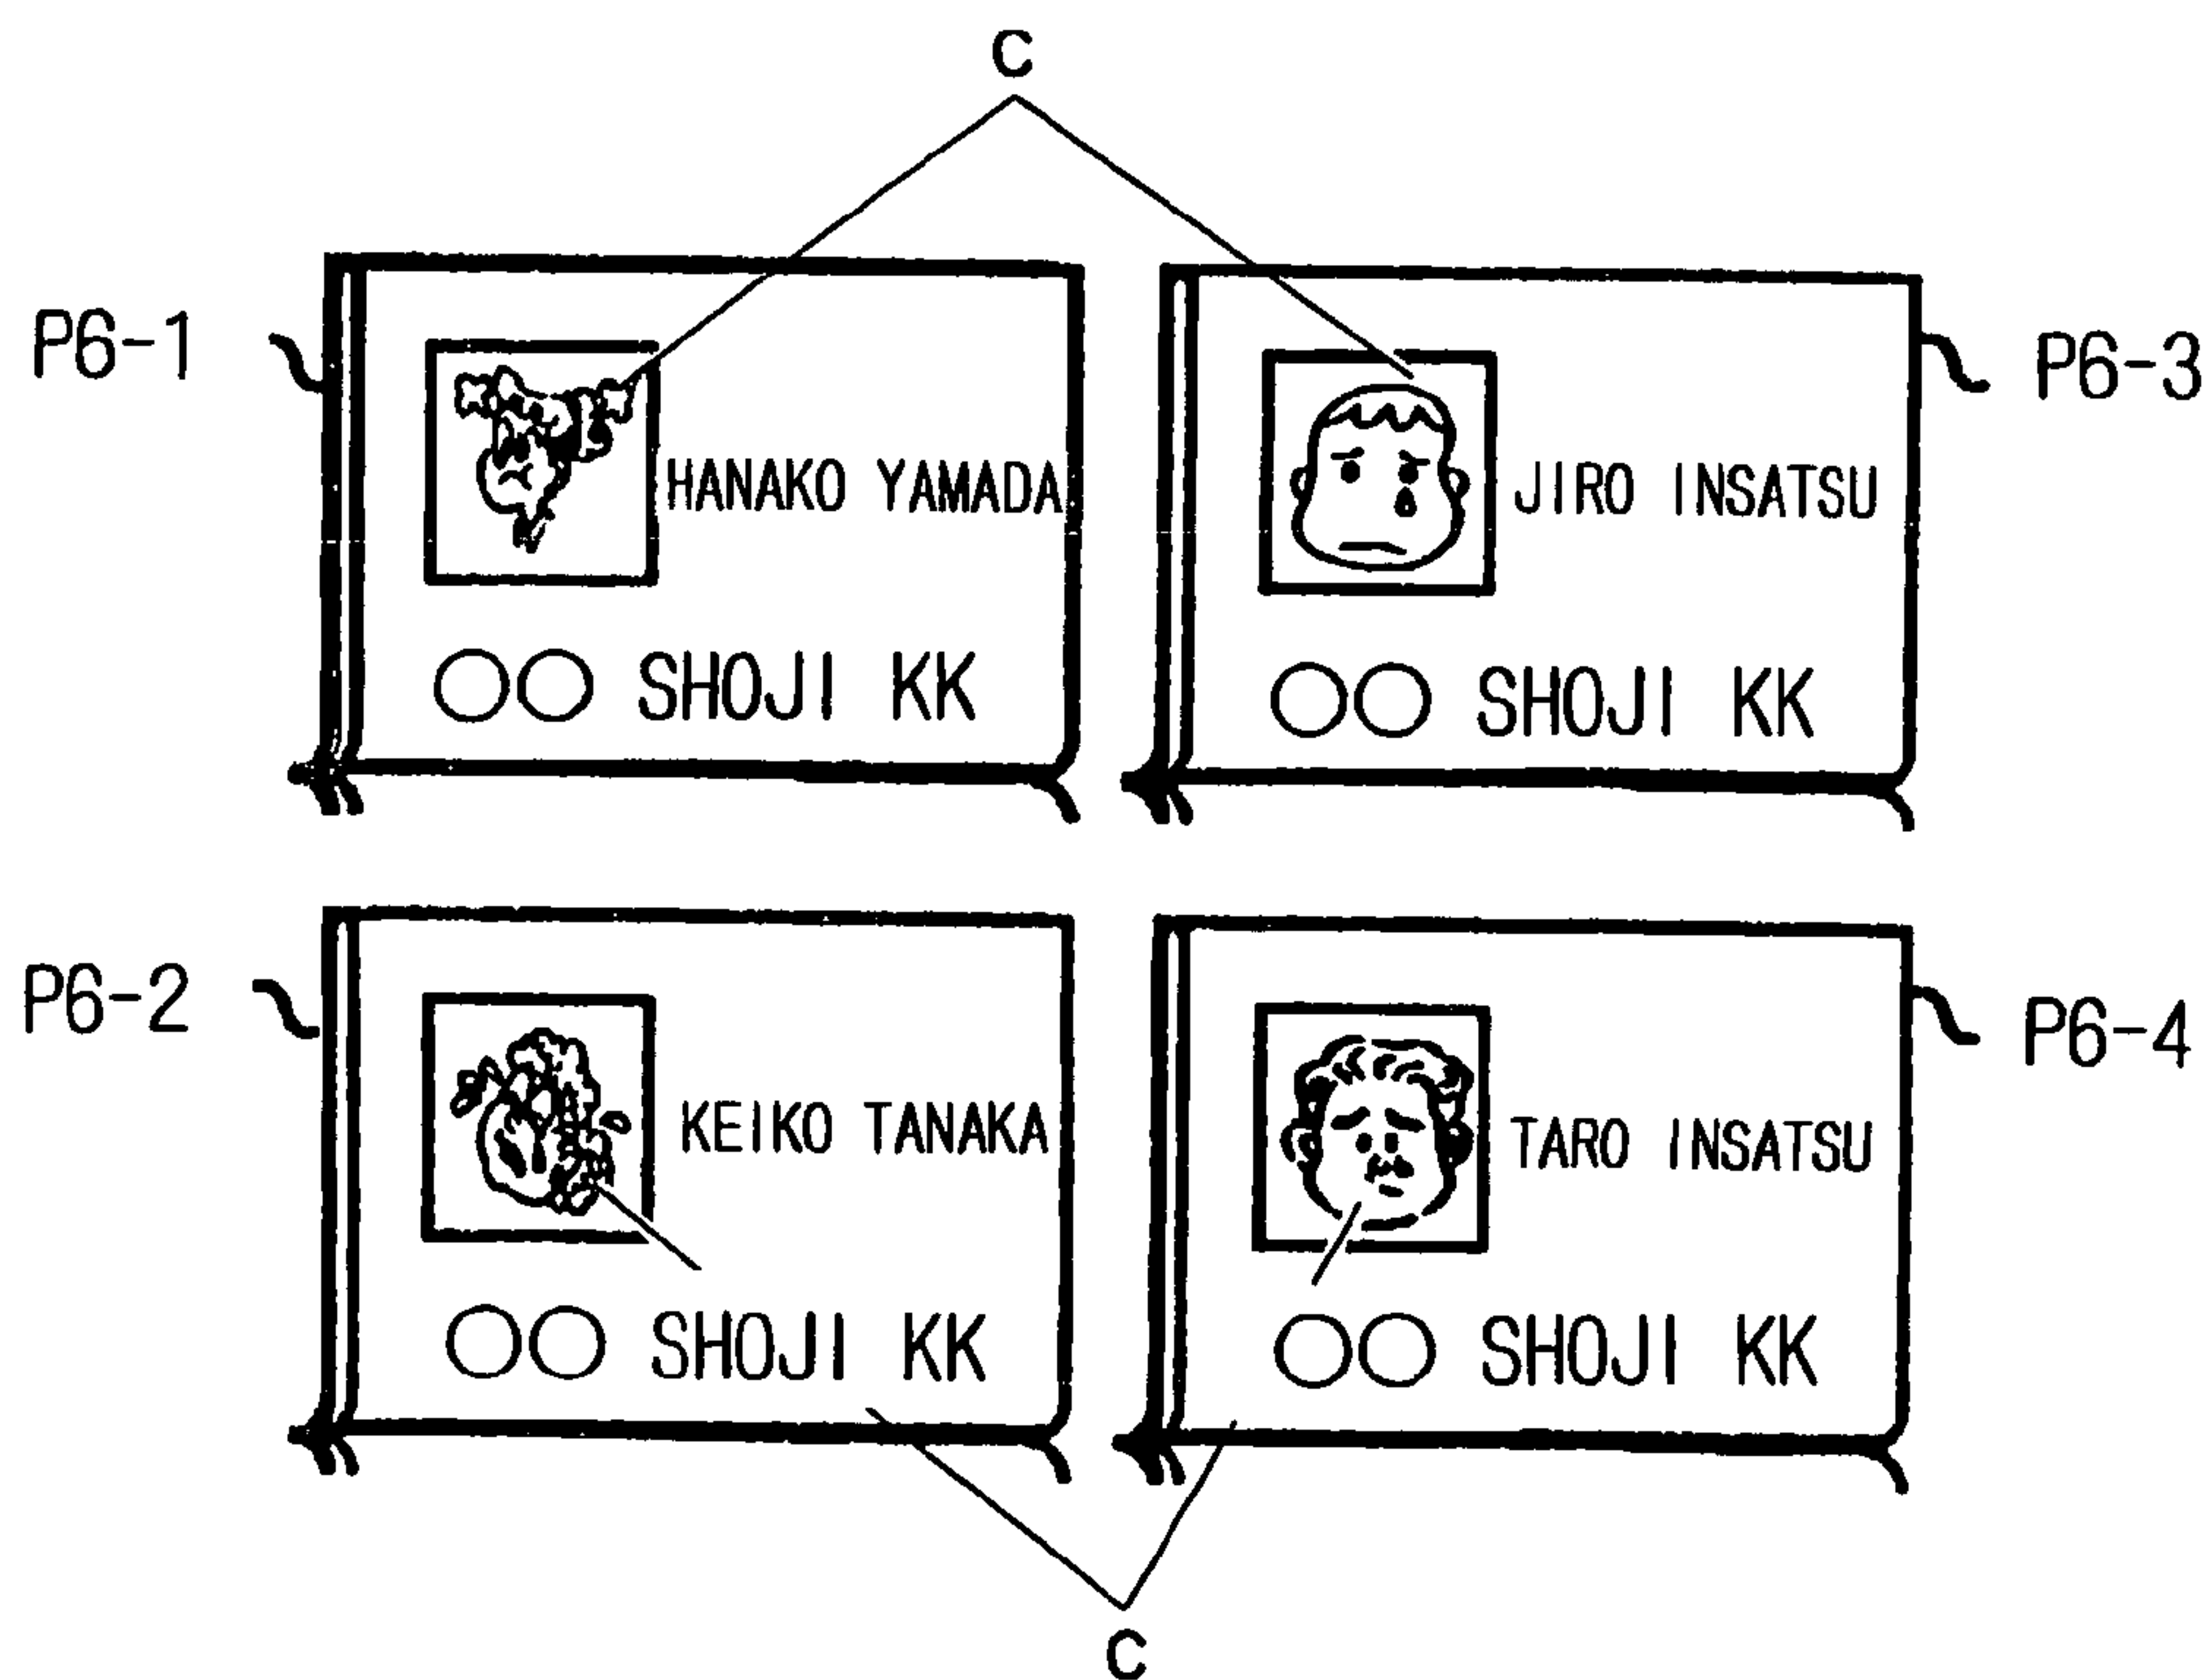 C
P6-1
HANAKO YAMADA
○○ SHOJI KK
P6-3
JIRO INSATSU
○○ SHOJI KK
P6-2
KEIKO TANAKA
○○ SHOJI KK
P6-4
TARO INSATSU
○○ SHOJI KK
C